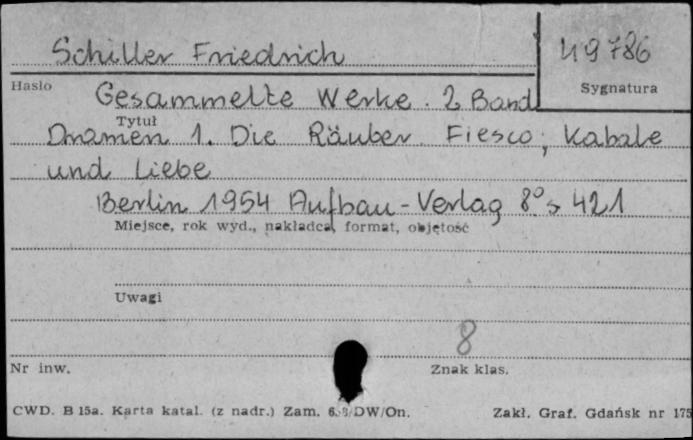 Schiller Friedrich
49786
Hasło
Sygnatura
Gesammelte Werke. 2 Band
Tytuł
Dramen 1. Die Räuber Fiesco, Kabale
und Liebe
Berlin 1954 Aufbau-Verlag 8° s 421
Miejsce, rok wyd., nakładca, format, objętość
Uwagi
8
Nr inw.
Znak klas.
CWD. B 15a. Karta katal. (z nadr.) Zam. /DW/On.
Zakł. Graf. Gdańsk nr 175